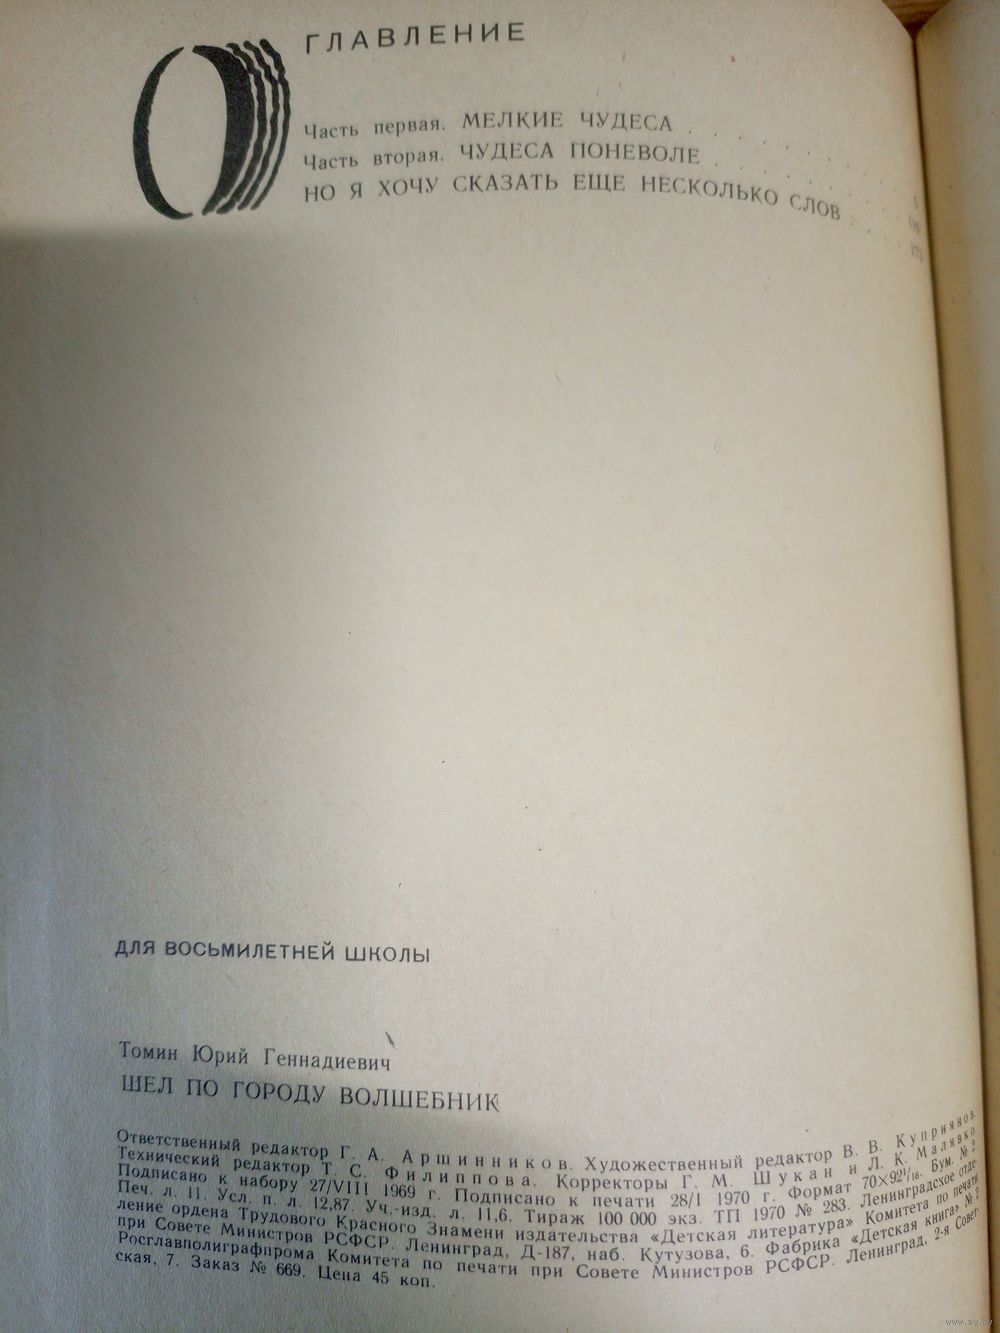 ОГЛАВЛЕНИЕ
Часть первая. МЕЛКИЕ ЧУДЕСА
Часть вторая. ЧУДЕСА ПОНЕВОЛЕ
НО Я ХОЧУ СКАЗАТЬ ЕЩЕ НЕСКОЛЬКО СЛОВ
ДЛЯ ВОСЬМИЛЕТНЕЙ ШКОЛЫ
Томин Юрий Геннадиевич
ШЕЛ ПО ГОРОДУ ВОЛШЕБНИК
Ответственный редактор Г. А. Аршинников. Художественный редактор В. В. Куприянов.
Технический редактор Т. С. Филиппова. Корректоры Г. М. Шукан и Л. К. Малявко.
Подписано к набору 27/VIII 1969 г. Подписано к печати 28/I 1970 г. Формат 70×92¹/₁₆. Бум. № 2
Печ. л. 11. Усл. п. л. 12,87. Уч.-изд. л. 11,6. Тираж 100 000 экз. ТП 1970 № 283. Ленинградское отде-
ление ордена Трудового Красного Знамени издательства «Детская литература» Комитета по печати
при Совете Министров РСФСР. Ленинград, Д-187, наб. Кутузова, 6. Фабрика «Детская книга» № 2
Росглавполиграфпрома Комитета по печати при Совете Министров РСФСР. Ленинград, 2-я Совет-
ская, 7. Заказ № 669. Цена 45 коп.
www.ay.by